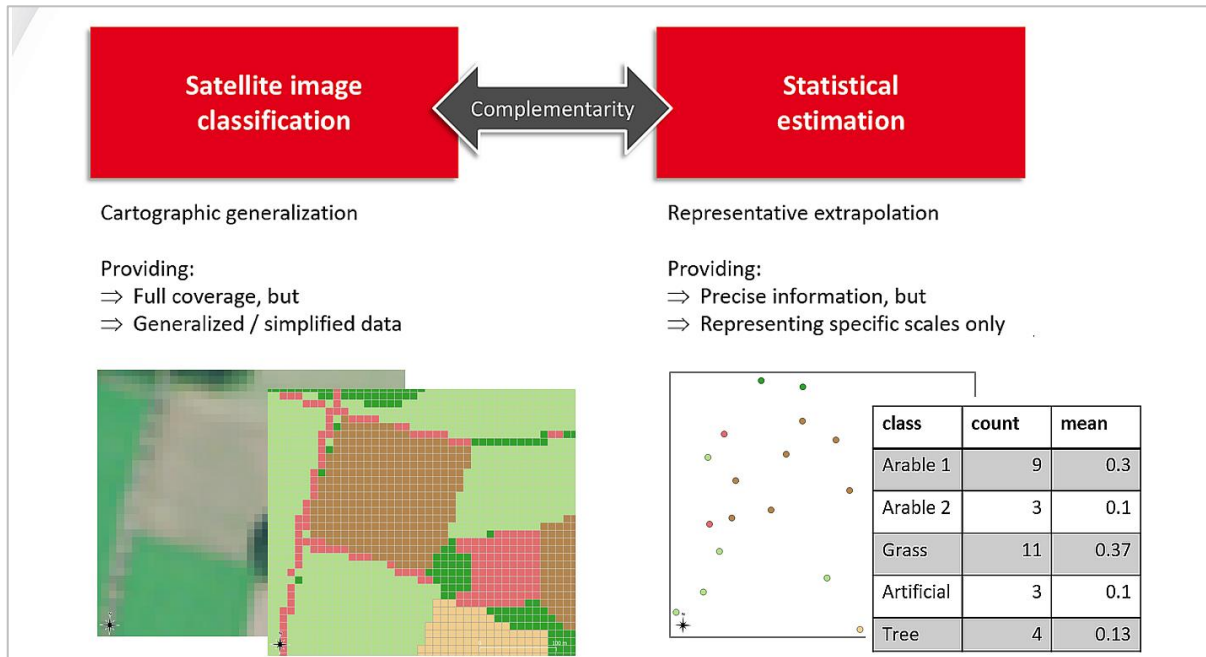 Satellite image
classification
Complementarity
Statistical
estimation
Cartographic generalization
Providing:
⇒ Full coverage, but
⇒ Generalized / simplified data
Representative extrapolation
Providing:
⇒ Precise information, but
⇒ Representing specific scales only
class count mean
Arable 1 9 0.3
Arable 2 3 0.1
Grass 11 0.37
Artificial 3 0.1
Tree 4 0.13
100 m